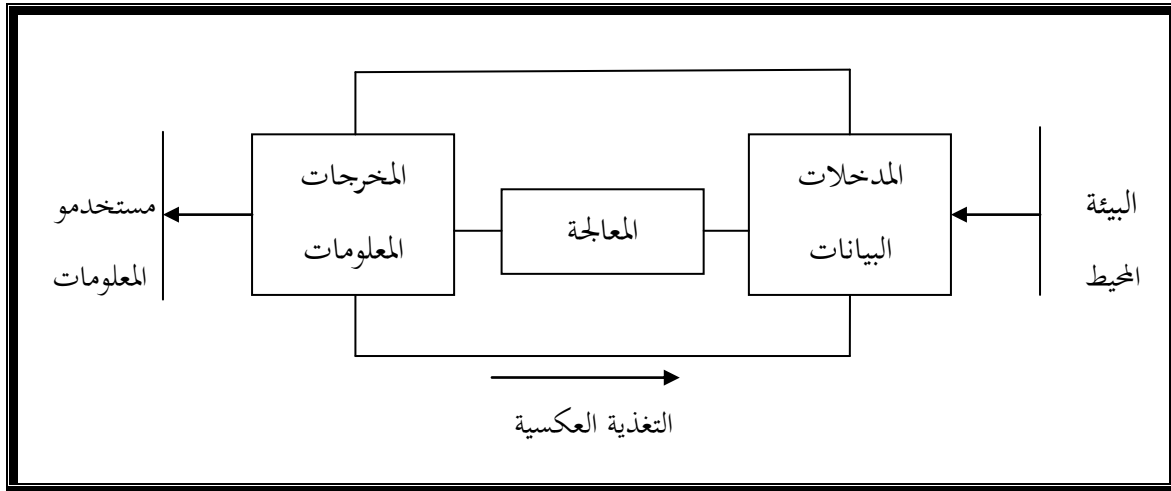 البيئة
المحيط
المدخلات
البيانات
المعالجة
المخرجات
المعلومات
مستخدمو
المعلومات
التغذية العكسية